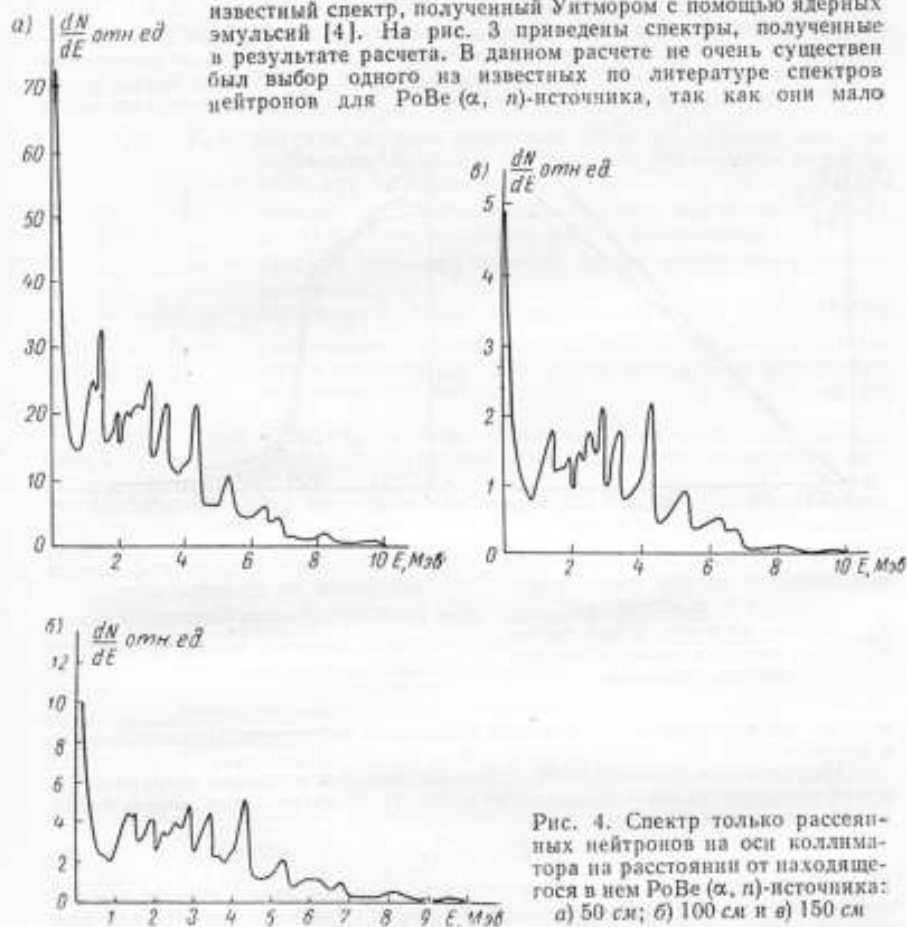 известный спектр, полученный Уитмором с помощью ядерных
эмульсий [4]. На рис. 3 приведены спектры, полученные
в результате расчета. В данном расчете не очень существен
был выбор одного из известных по литературе спектров
нейтронов для PoBe (α, n)-источника, так как они мало
а) dN/dE отн ед
70
60
50
40
30
20
10
0
2 4 6 8 10 E, Мэв
в) dN/dE отн ед.
5
4
3
2
1
0
2 4 6 8 10 E, Мэв
б) dN/dE отн. ед.
12
10
8
6
4
2
0
1 2 3 4 5 6 7 8 9 E, Мэв
Рис. 4. Спектр только рассеян-
ных нейтронов на оси коллима-
тора на расстоянии от находяще-
гося в нем PoBe (α, n)-источника:
а) 50 см; б) 100 см и в) 150 см